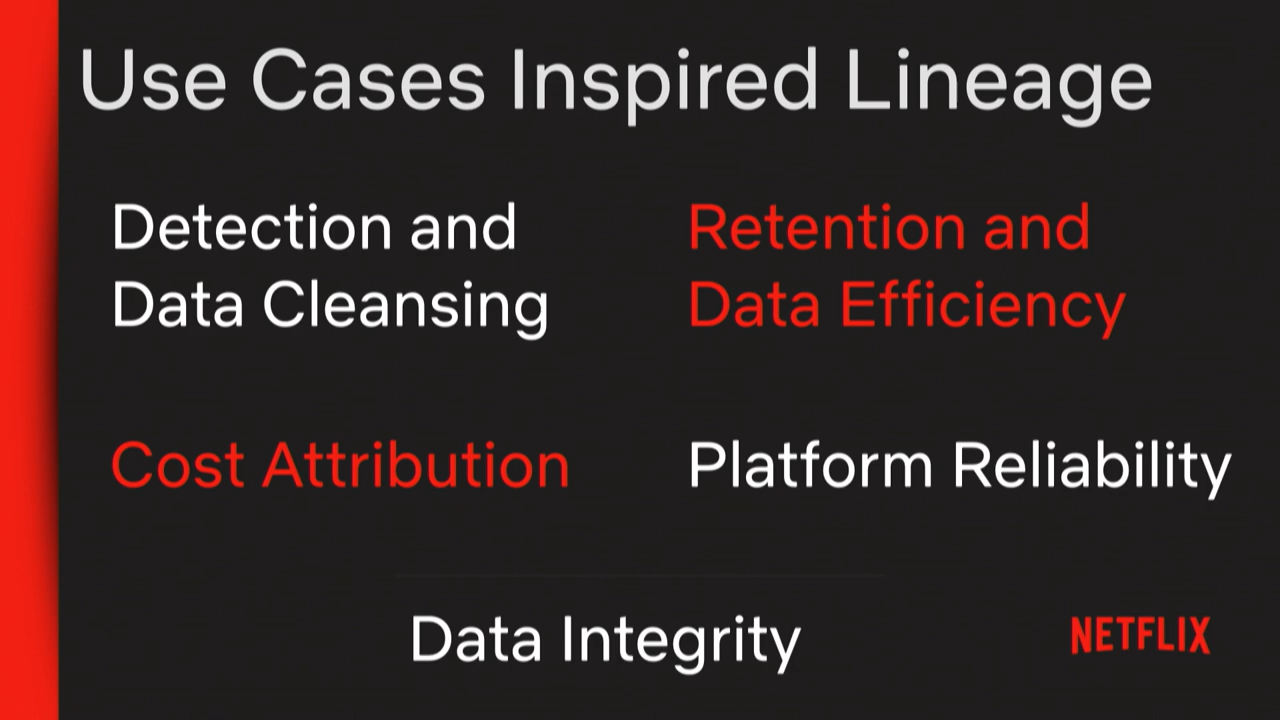 Use Cases Inspired Lineage
Detection and
Data Cleansing
Retention and
Data Efficiency
Cost Attribution
Platform Reliability
Data Integrity
NETFLIX